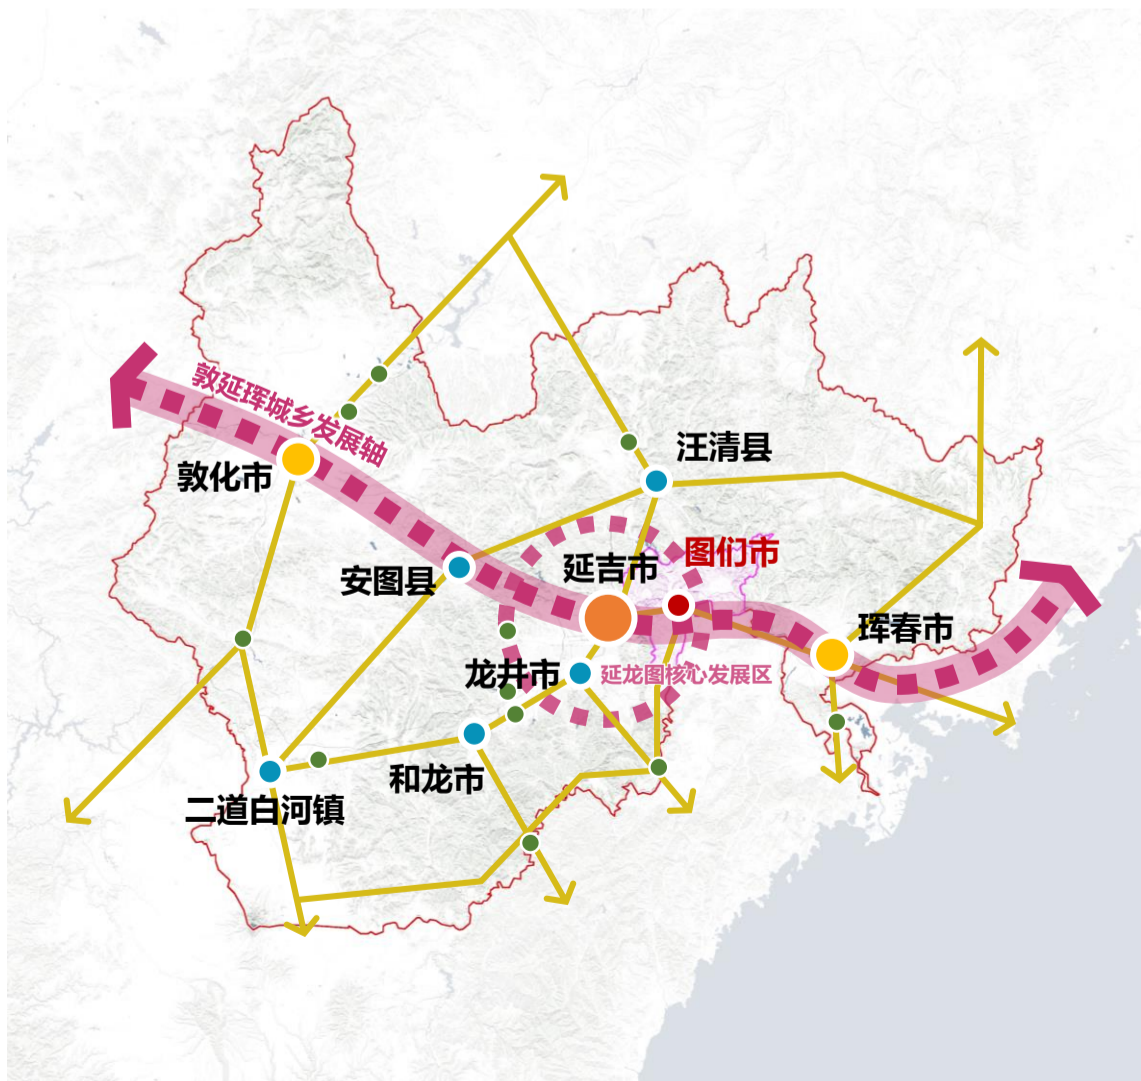 敦延珲城乡发展轴
汪清县
敦化市
图们市
延吉市
安图县
珲春市
龙井市
延龙图核心发展区
和龙市
二道白河镇